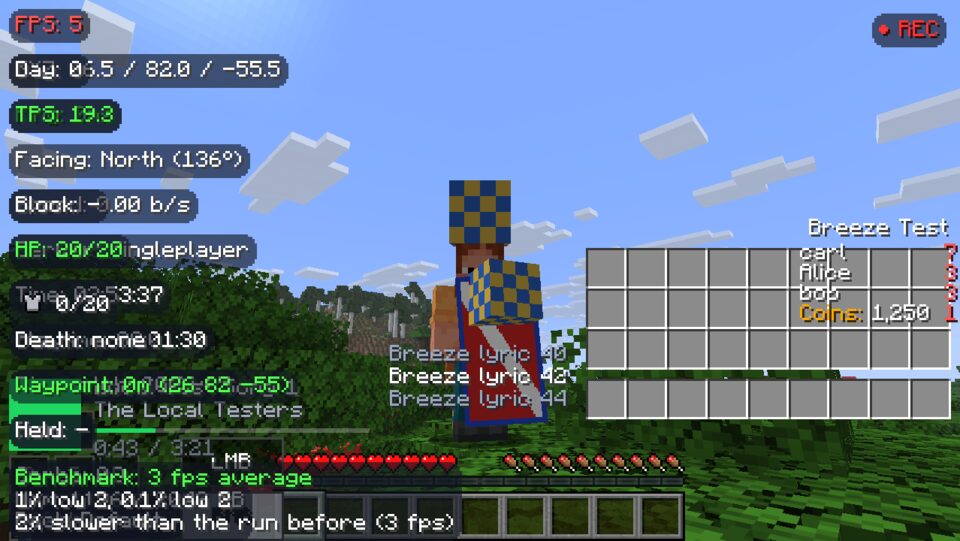 FPS: 5
REC
Day: 06.5 / 82.0 / -55.5
TPS: 19.3
Facing: North (136°)
Block: -0.00 b/s
Breeze Test
HP: 20/20 ingleplayer
carl 7
Alice 3
bob 3
Coins: 1,250 1
53:37
0/20
Death: none 01:30
Breeze lyric 40
Breeze lyric 42
Breeze lyric 44
Waypoint: 0m (26 82 -55)
The Local Testers
Held: -
0:43 / 3:21
LMB
Benchmark: 3 fps average
1% low 2, 0.1% low 2
2% slower than the run before (3 fps)